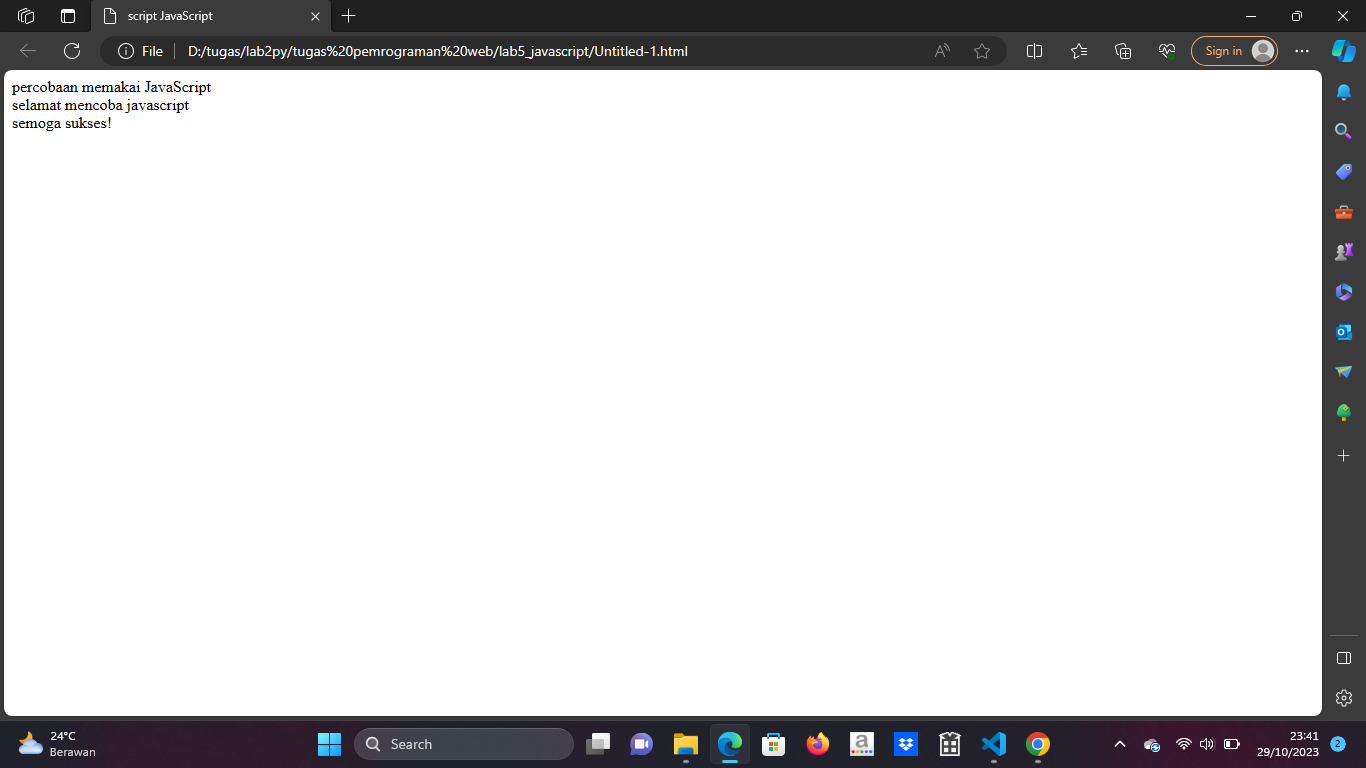 script JavaScript
File D:/tugas/lab2py/tugas%20pemrograman%20web/lab5_javascript/Untitled-1.html
Sign in
percobaan memakai JavaScript
selamat mencoba javascript
semoga sukses!
24°C
Berawan
Search
23:41
29/10/2023
2